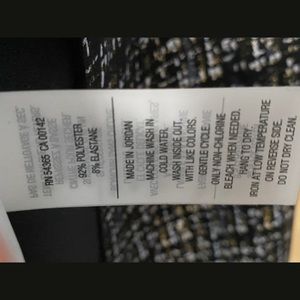 RN 54365 CA 00142
92% POLYESTER
8% ELASTANE
MADE IN JORDAN
MACHINE WASH IN
COLD WATER.
WASH INSIDE OUT,
WITH LIKE COLORS.
GENTLE CYCLE.
ONLY NON-CHLORINE
BLEACH WHEN NEEDED.
HANG TO DRY.
IRON AT LOW TEMPERATURE
ON REVERSE SIDE.
DO NOT DRY CLEAN.